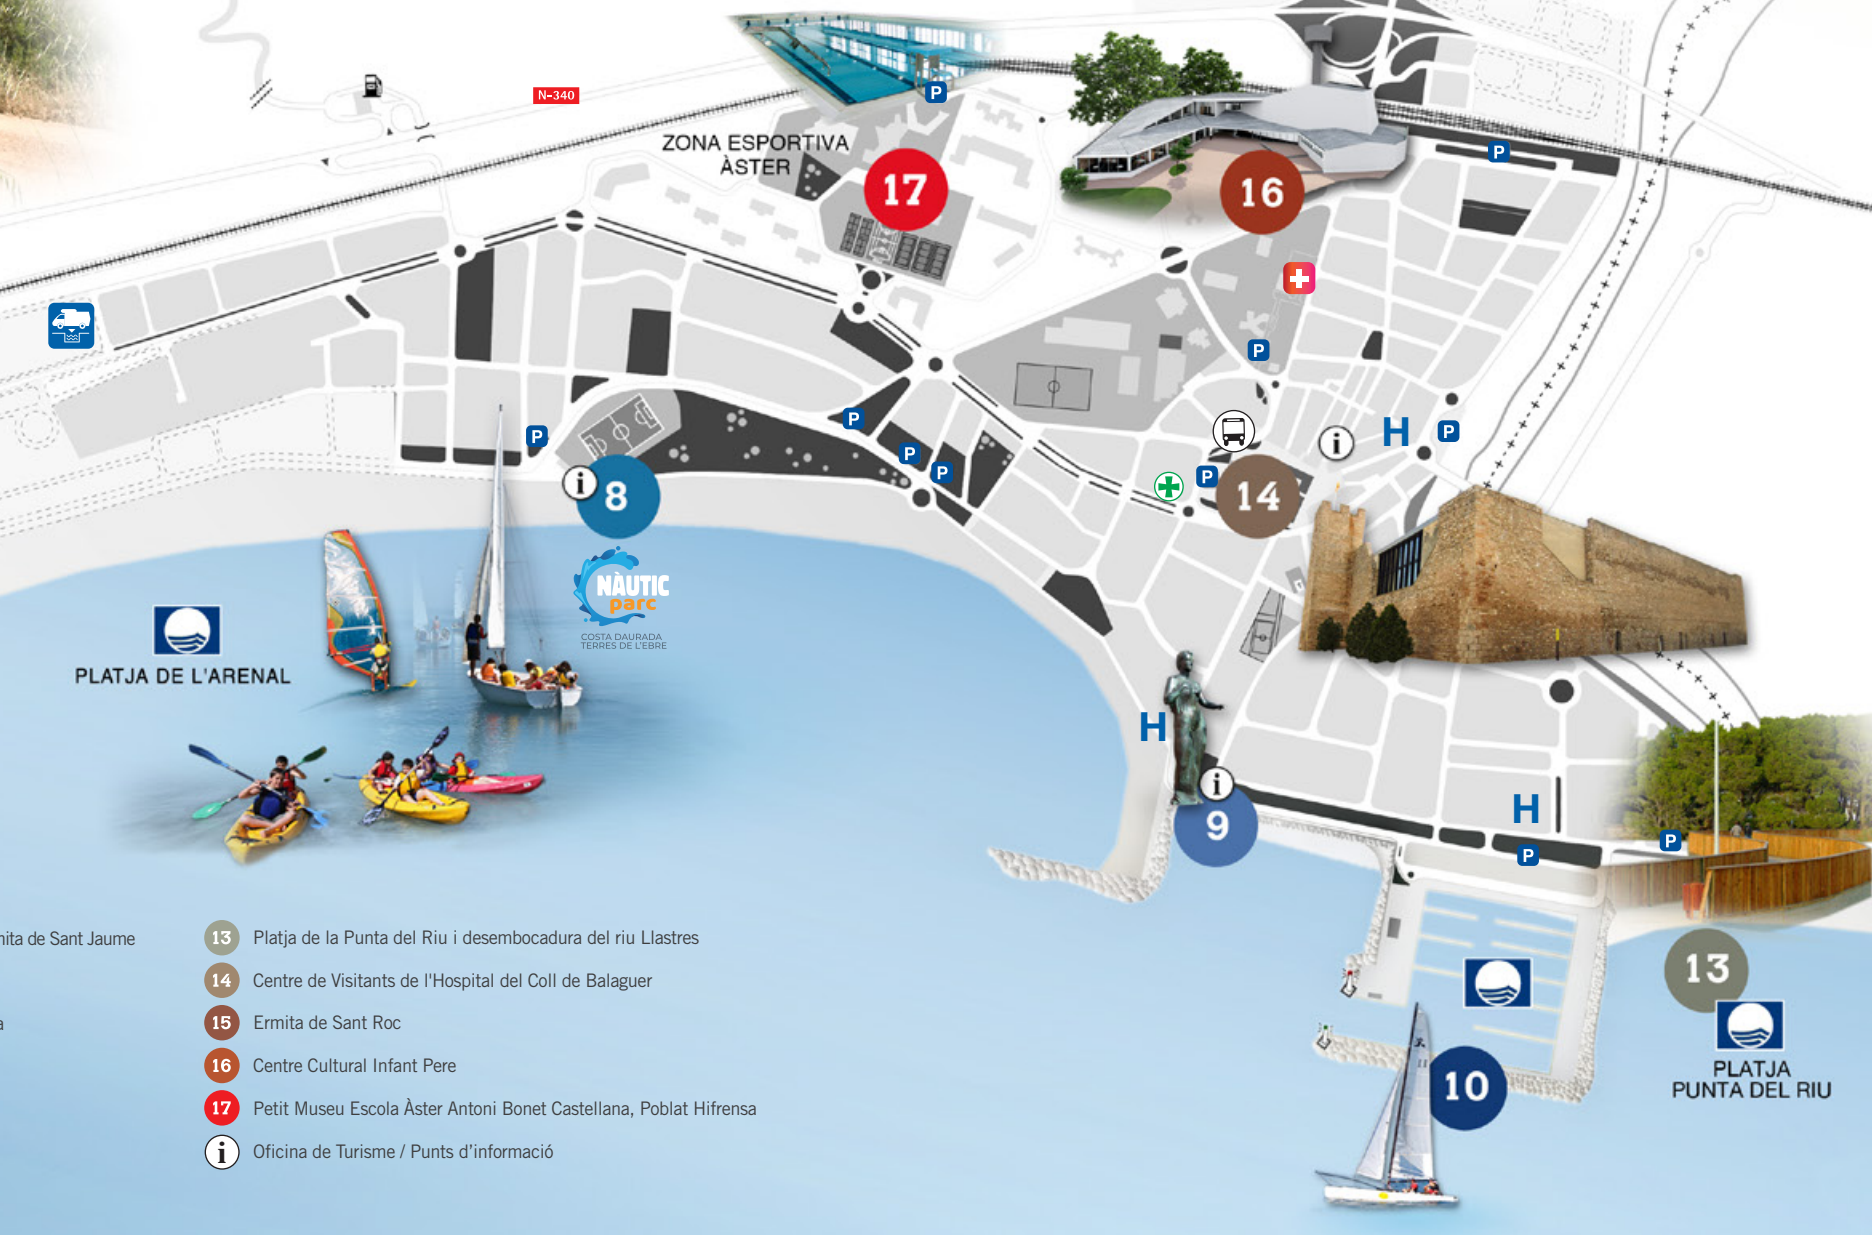 N-340
P
ZONA ESPORTIVA
ÀSTER
17
16
P
P
P
P
P
P
P
H
P
i
i
8
P
14
NÀUTIC
parc
COSTA DAURADA
TERRES DE L'EBRE
PLATJA DE L'ARENAL
H
i
9
H
P
P
13
10
PLATJA
PUNTA DEL RIU
de Sant Jaume
13 Platja de la Punta del Riu i desembocadura del riu Llastres
14 Centre de Visitants de l'Hospital del Coll de Balaguer
15 Ermita de Sant Roc
16 Centre Cultural Infant Pere
17 Petit Museu Escola Àster Antoni Bonet Castellana, Poblat Hifrensa
i Oficina de Turisme / Punts d'informació